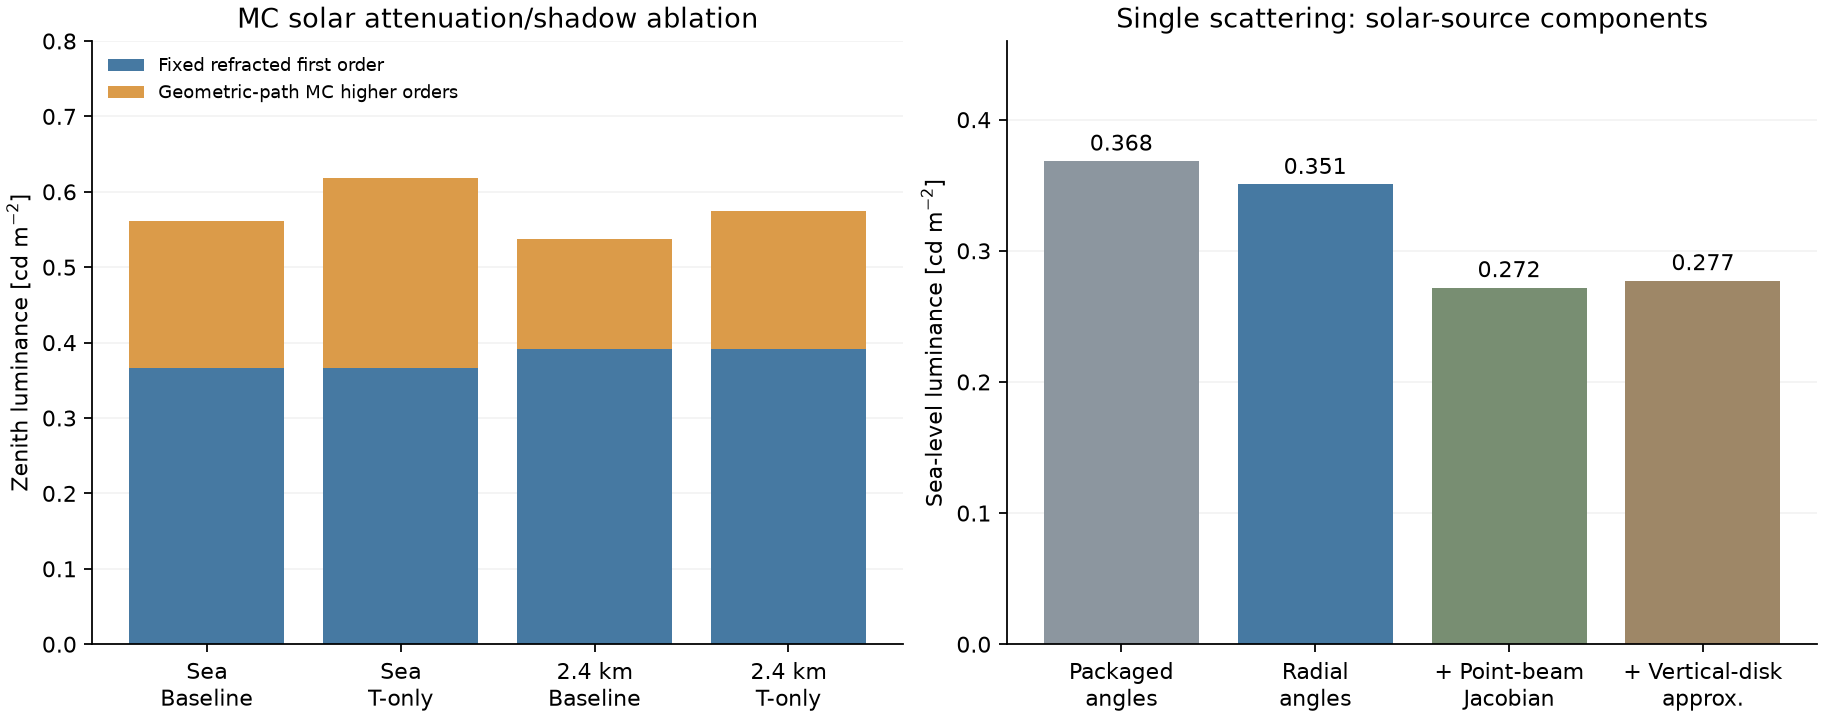 MC solar attenuation/shadow ablation
Zenith luminance [cd m⁻²]
0.8
0.7
0.6
0.5
0.4
0.3
0.2
0.1
0.0
Fixed refracted first order
Geometric-path MC higher orders
Sea
Baseline
Sea
T-only
2.4 km
Baseline
2.4 km
T-only
Single scattering: solar-source components
Sea-level luminance [cd m⁻²]
0.4
0.3
0.2
0.1
0.0
0.368
0.351
0.272
0.277
Packaged
angles
Radial
angles
+ Point-beam
Jacobian
+ Vertical-disk
approx.